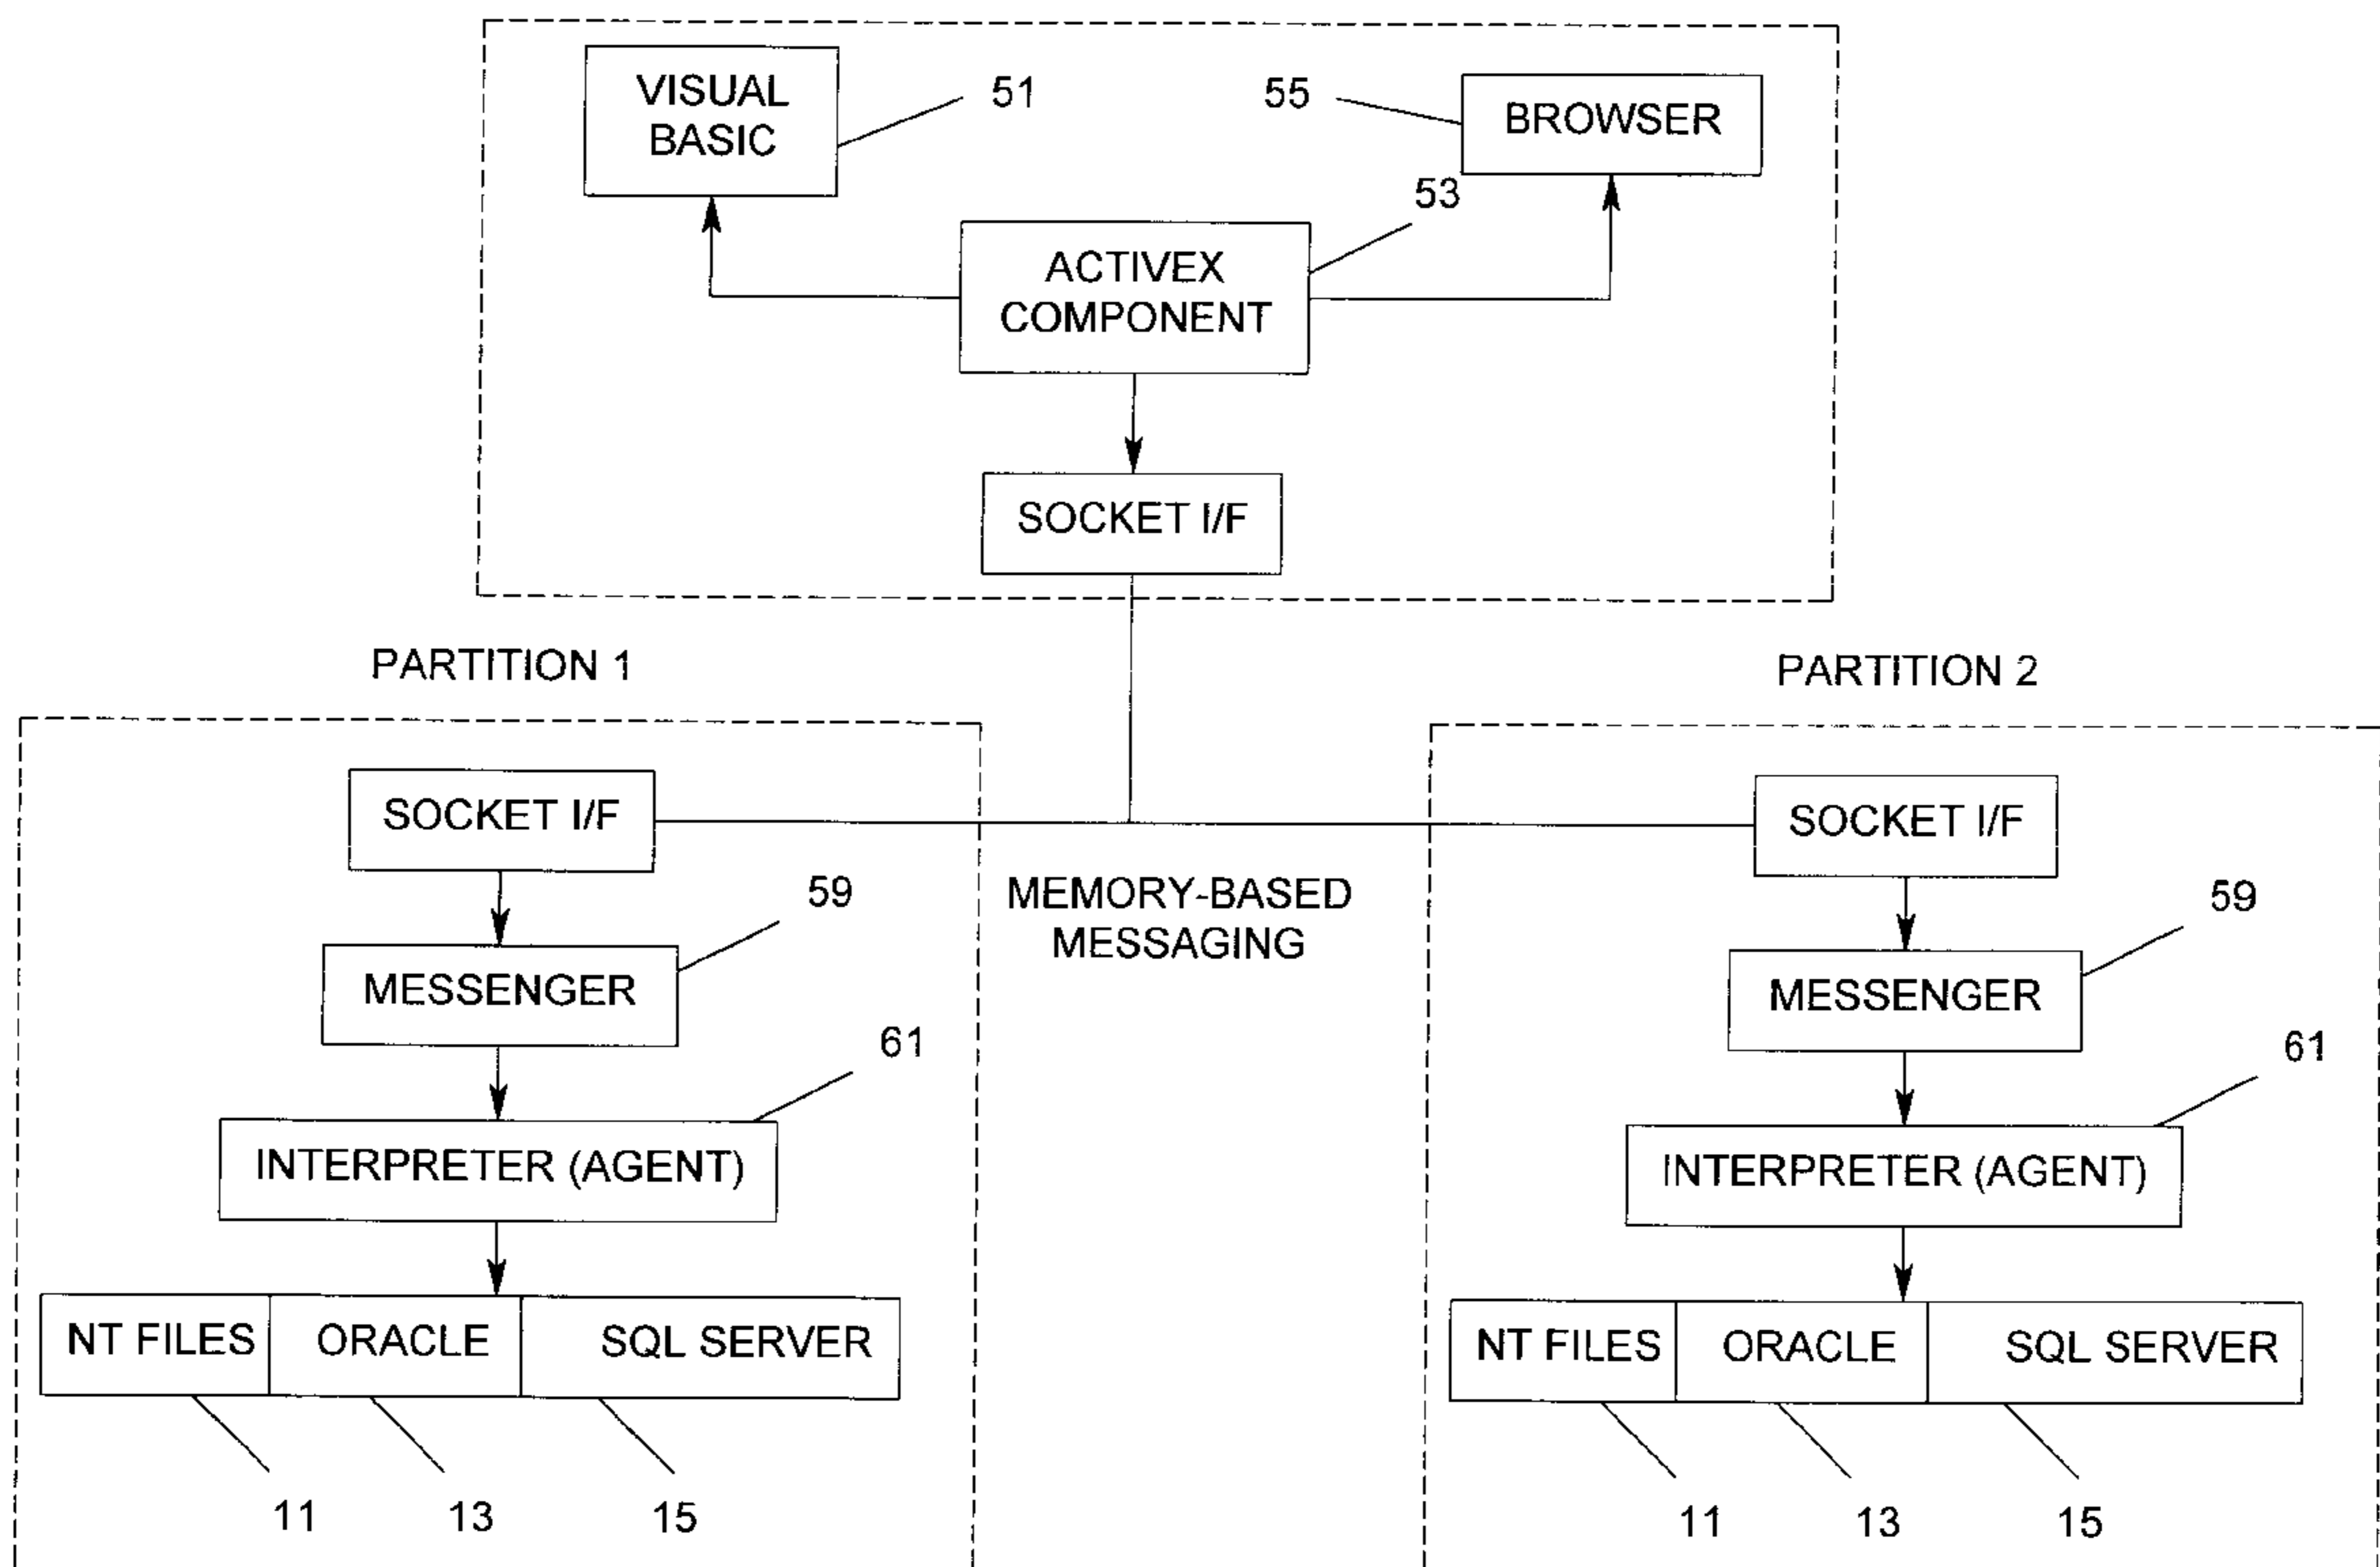 VISUAL
BASIC
51
55
BROWSER
53
ACTIVEX
COMPONENT
SOCKET I/F
PARTITION 1
PARTITION 2
SOCKET I/F
SOCKET I/F
59
MEMORY-BASED
MESSAGING
59
MESSENGER
MESSENGER
61
61
INTERPRETER (AGENT)
INTERPRETER (AGENT)
NT FILES
ORACLE
SQL SERVER
NT FILES
ORACLE
SQL SERVER
11
13
15
11
13
15